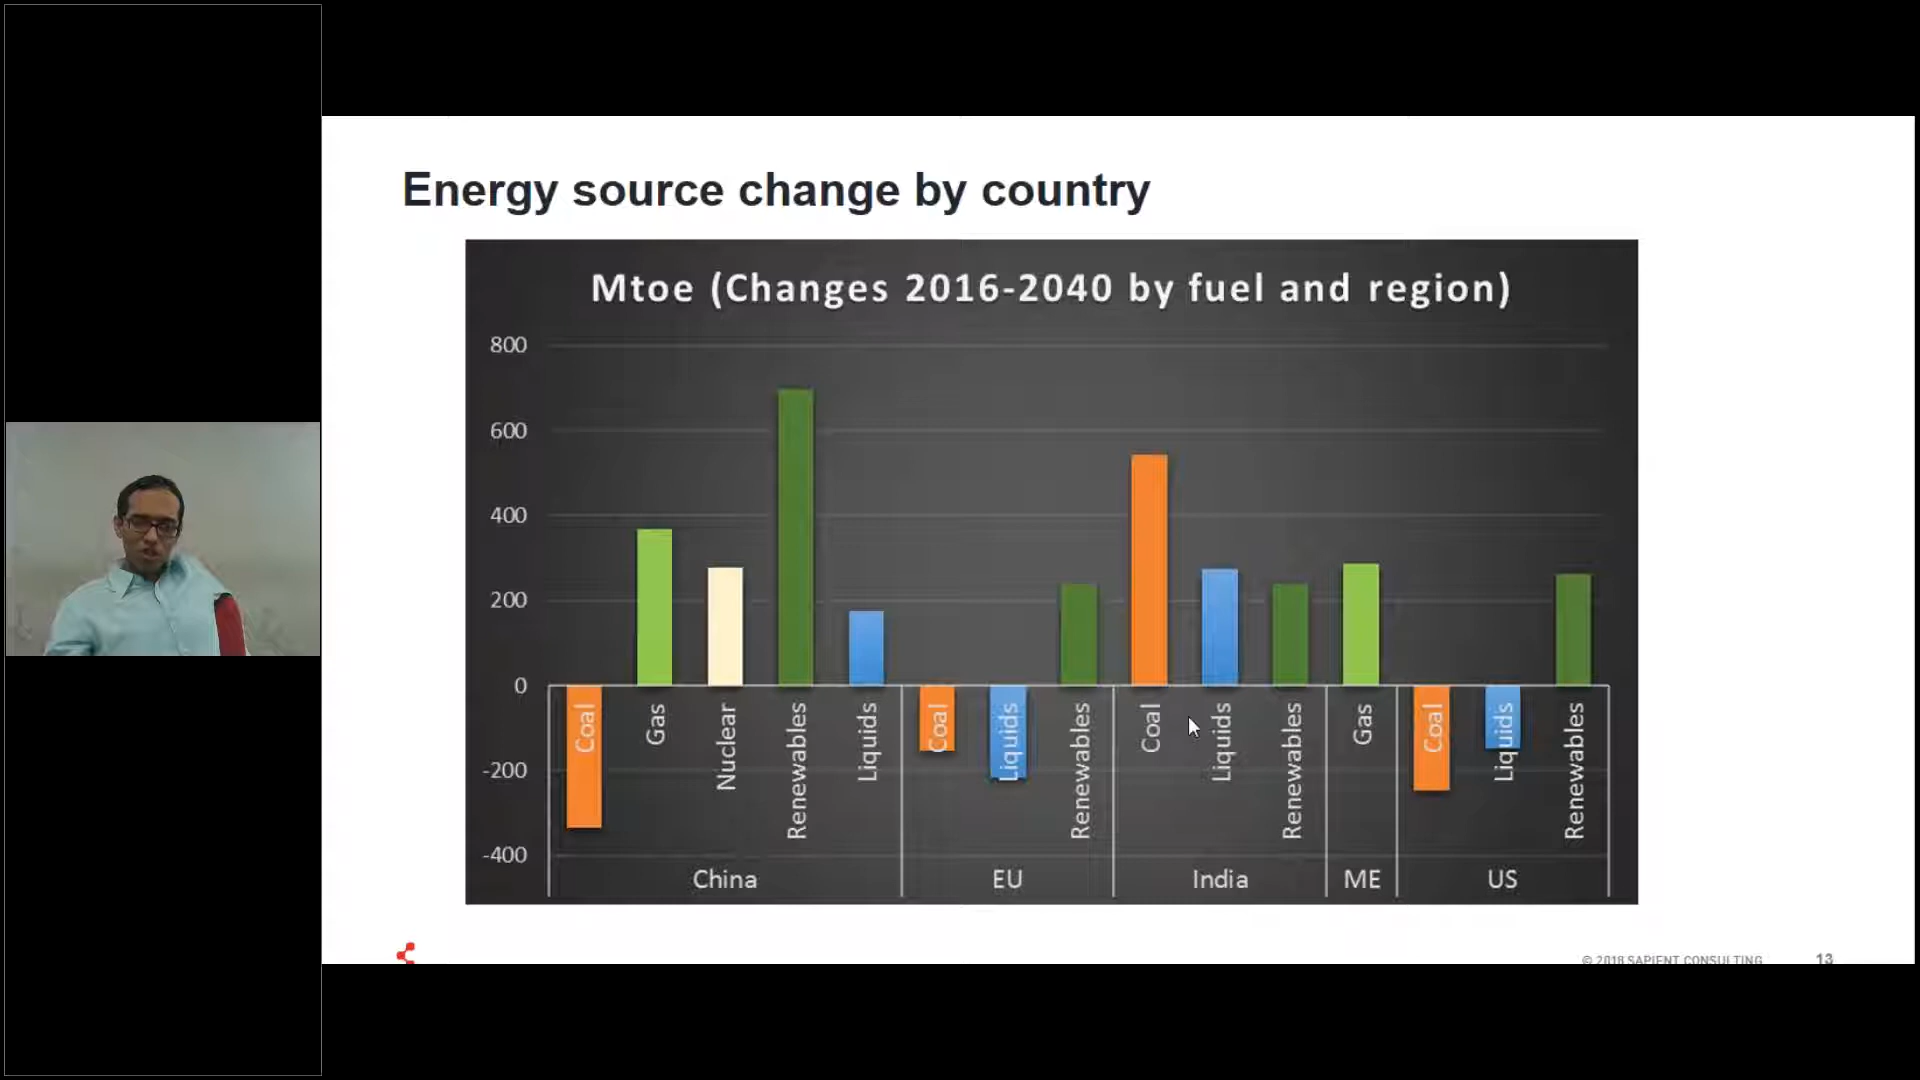 Energy source change by country
Mtoe (Changes 2016-2040 by fuel and region)
800
600
400
200
0
-200
-400
Coal
Gas
Nuclear
Renewables
Liquids
Coal
Liquids
Renewables
Coal
Liquids
Renewables
Gas
Coal
Liquids
Renewables
China
EU
India
ME
US
© 2018 SAPIENT CONSULTING 13